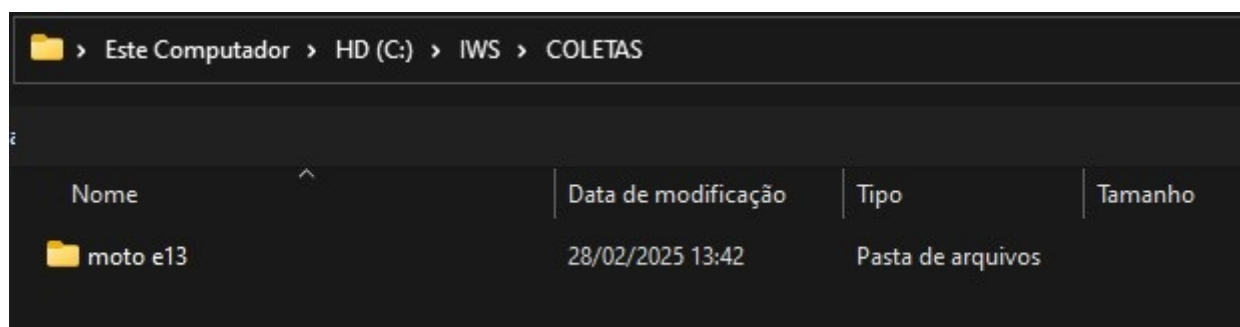 Este Computador > HD (C:) > IWS > COLETAS
Nome Data de modificação Tipo Tamanho
moto e13 28/02/2025 13:42 Pasta de arquivos